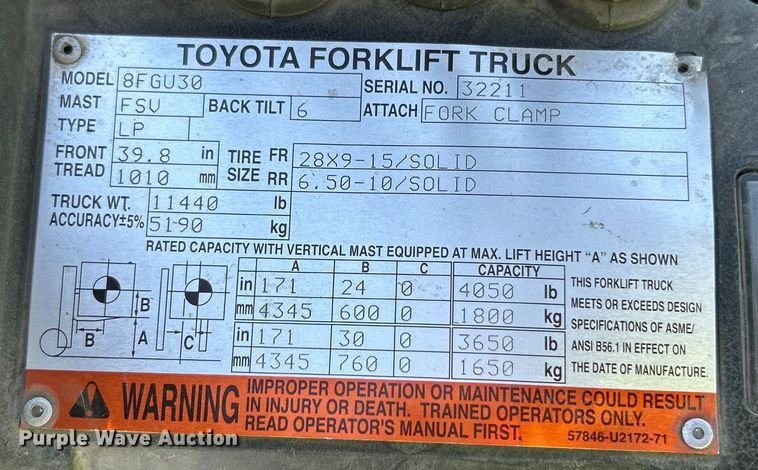 TOYOTA FORKLIFT TRUCK
MODEL 8FGU30 SERIAL NO. 32211
MAST FSV BACK TILT 6 ATTACH FORK CLAMP
TYPE LP
FRONT 39.8 in TIRE FR 28X9-15/SOLID
TREAD 1010 mm SIZE RR 6.50-10/SOLID
TRUCK WT. 11440 lb
ACCURACY±5% 5190 kg
RATED CAPACITY WITH VERTICAL MAST EQUIPPED AT MAX. LIFT HEIGHT "A" AS SHOWN
A B C CAPACITY
in 171 24 0 4050 lb THIS FORKLIFT TRUCK
mm 4345 600 0 1800 kg MEETS OR EXCEEDS DESIGN
SPECIFICATIONS OF ASME/
in 171 30 0 3650 lb ANSI B56.1 IN EFFECT ON
mm 4345 760 0 1650 kg THE DATE OF MANUFACTURE.
B
A
B C
WARNING
IMPROPER OPERATION OR MAINTENANCE COULD RESULT
IN INJURY OR DEATH. TRAINED OPERATORS ONLY.
READ OPERATOR'S MANUAL FIRST. 57846-U2172-71
Purple Wave Auction